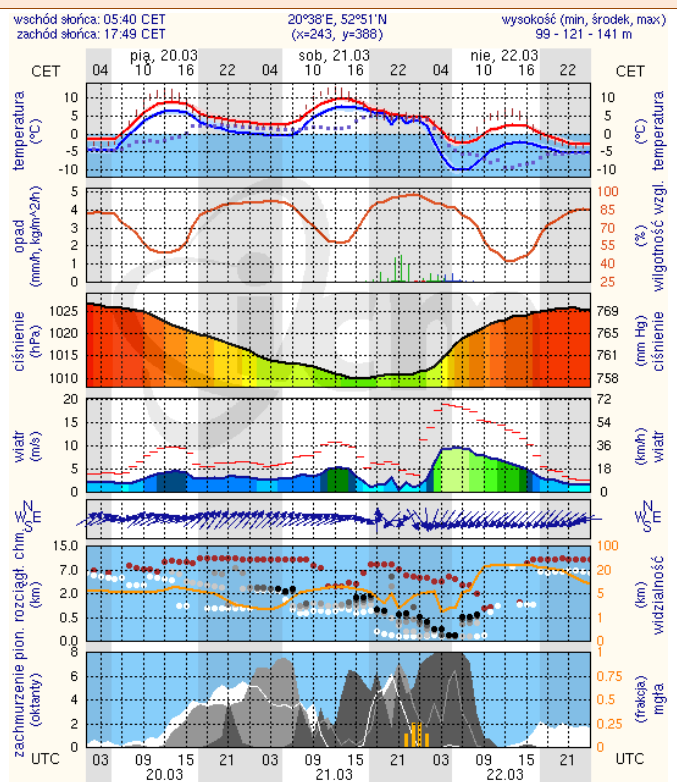 wschód słońca: 05:40 CET 20°38'E, 52°51'N wysokość (min, środek, max)
zachód słońca: 17:49 CET (x=243, y=388) 99 - 121 - 141 m
pią, 20.03 sob, 21.03 nie, 22.03
CET 04 10 16 22 04 10 16 22 04 10 16 22 CET
temperatura (°C)
10
5
0
-5
-10
10
5
0
-5
-10
(°C) temperatura
opad (mm/h, kg/m^2/h)
5
4
3
2
1
0
100
85
70
55
40
25
(%) wilgotność wzgl.
ciśnienie (hPa)
1025
1020
1015
1010
769
765
761
758
(mm Hg) ciśnienie
wiatr (m/s)
20
15
10
5
0
72
54
36
18
0
(km/h) wiatr
N
W E
S
N
W E
S
pion. rozciągł. chm. (km)
15.0
7.0
2.0
0.5
0.0
100
20
5
1
0
(km) widzialność
zachmurzenie (oktanty)
8
6
4
2
0
1
0.75
0.5
0.25
0
(frakcja) mgła
UTC 03 09 15 21 03 09 15 21 03 09 15 21 UTC
20.03 21.03 22.03